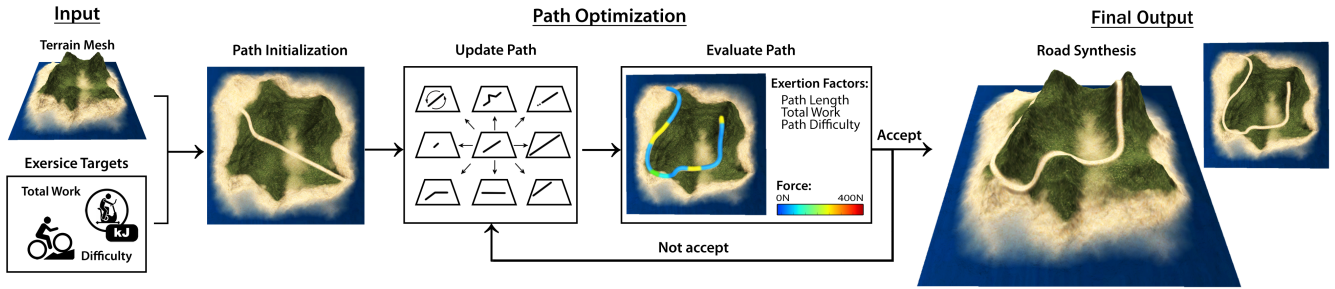 Input
Path Optimization
Final Output
Terrain Mesh
Path Initialization
Update Path
Evaluate Path
Road Synthesis
Exertion Factors:
Path Length
Total Work
Path Difficulty
Accept
Exersice Targets
Total Work
kJ
Difficulty
Force:
0N
400N
Not accept